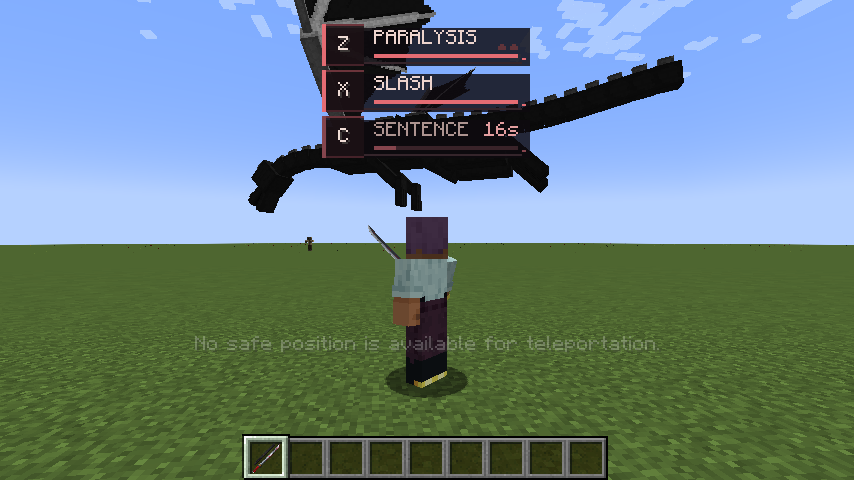 Z PARALYSIS
X SLASH
C SENTENCE 16s
No safe position is available for teleportation.